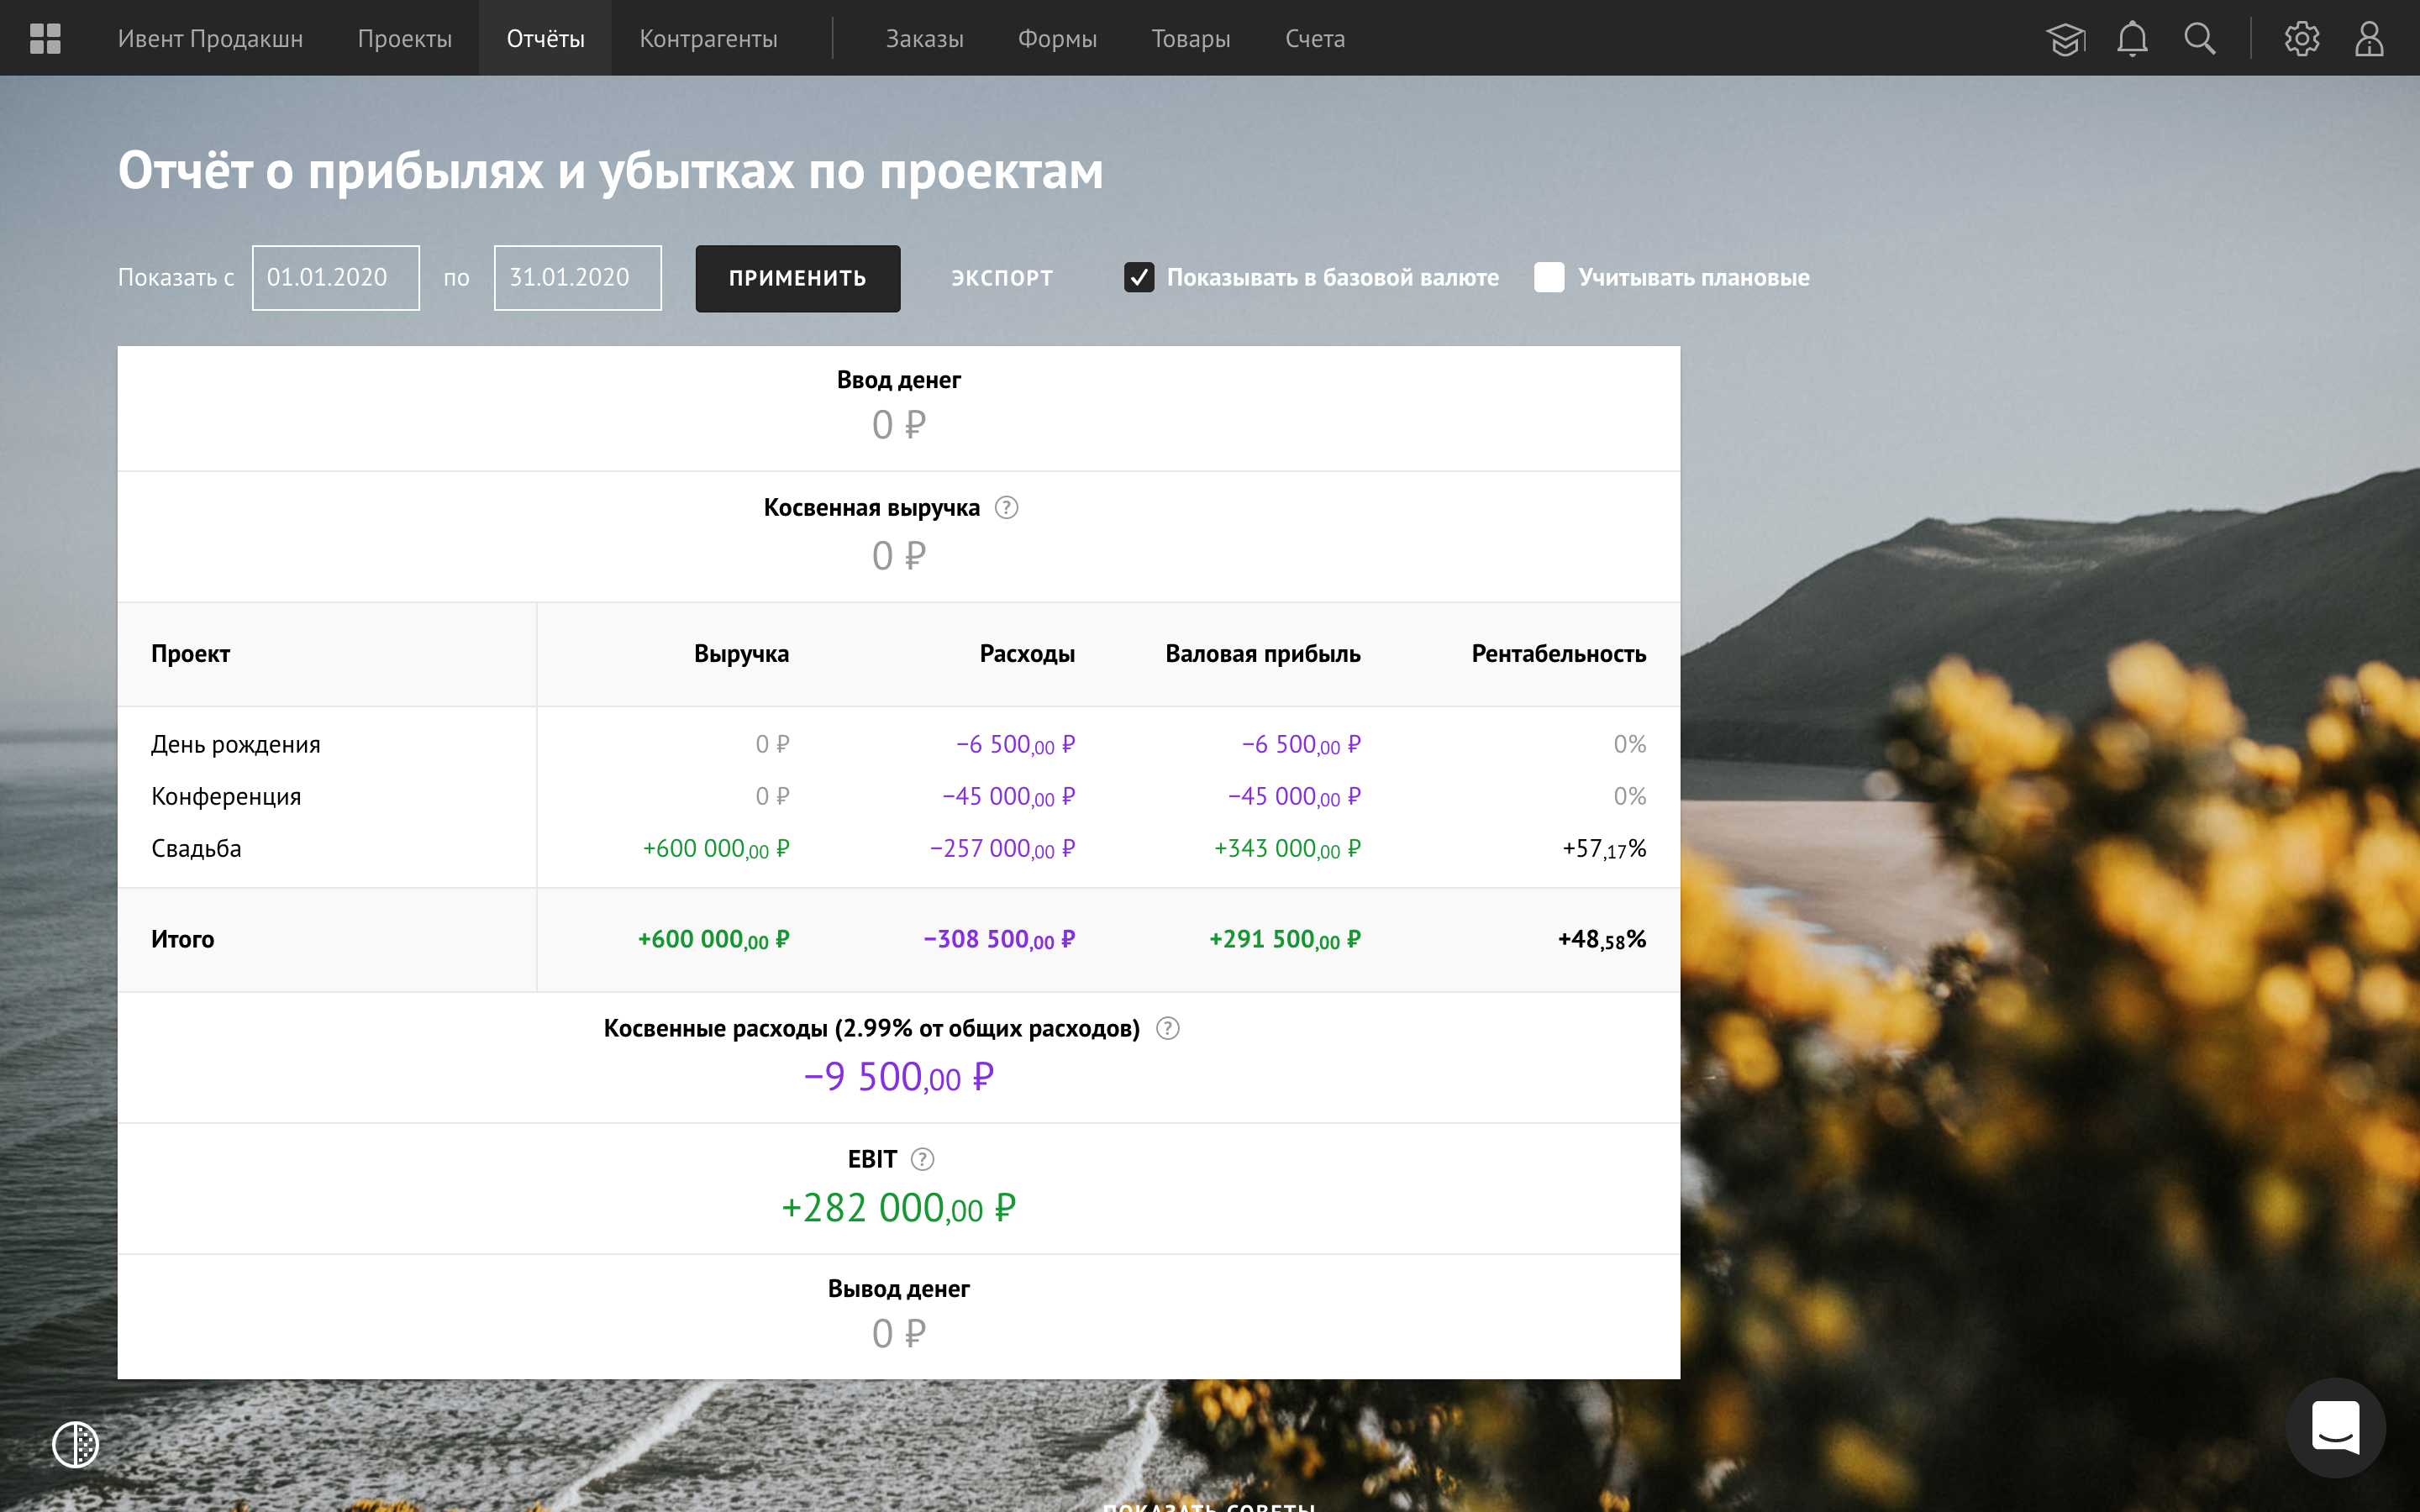 Ивент Продакшн Проекты Отчёты Контрагенты Заказы Формы Товары Счета
Отчёт о прибылях и убытках по проектам
Показать с 01.01.2020 по 31.01.2020 ПРИМЕНИТЬ ЭКСПОРТ Показывать в базовой валюте Учитывать плановые
Ввод денег
0 ₽
Косвенная выручка ?
0 ₽
Проект Выручка Расходы Валовая прибыль Рентабельность
День рождения 0 ₽ −6 500,00 ₽ −6 500,00 ₽ 0%
Конференция 0 ₽ −45 000,00 ₽ −45 000,00 ₽ 0%
Свадьба +600 000,00 ₽ −257 000,00 ₽ +343 000,00 ₽ +57,17%
Итого +600 000,00 ₽ −308 500,00 ₽ +291 500,00 ₽ +48,58%
Косвенные расходы (2.99% от общих расходов) ?
−9 500,00 ₽
EBIT ?
+282 000,00 ₽
Вывод денег
0 ₽
ПОКАЗАТЬ СОВЕТЫ